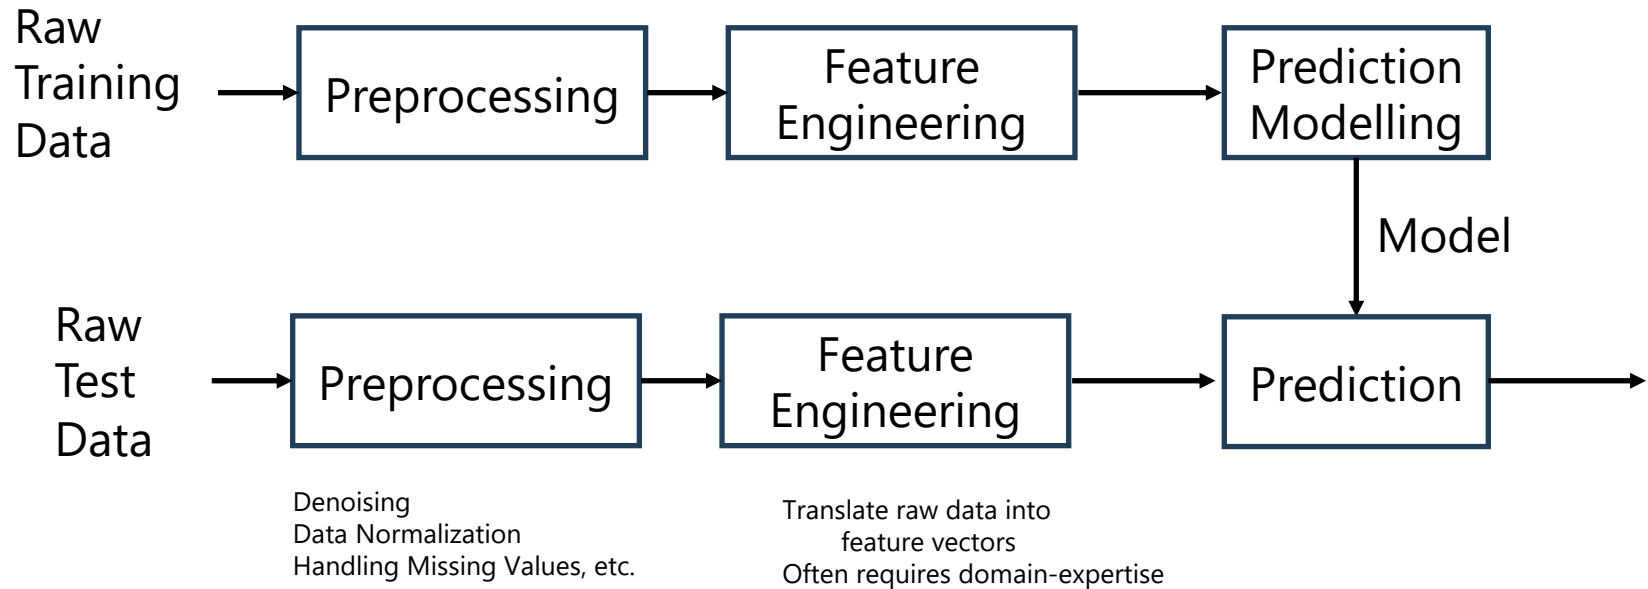 Raw
Training
Data
Preprocessing
Feature
Engineering
Prediction
Modelling
Model
Raw
Test
Data
Preprocessing
Feature
Engineering
Prediction
Denoising
Data Normalization
Handling Missing Values, etc.
Translate raw data into
feature vectors
Often requires domain-expertise